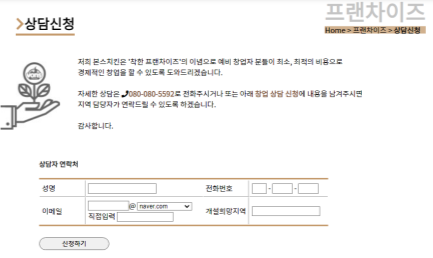 프랜차이즈
상담신청
Home > 프랜차이즈 > 상담신청
저희 본스치킨은 '착한 프랜차이즈'의 이념으로 예비 창업자 분들이 최소, 최적의 비용으로
경제적인 창업을 할 수 있도록 도와드리겠습니다.
자세한 상담은 080-080-5592로 전화주시거나 또는 아래 창업 상담 신청에 내용을 남겨주시면
지역 담당자가 연락드릴 수 있도록 하겠습니다.
감사합니다.
상담자 연락처
성명 전화번호 - -
이메일 @ naver.com 개설희망지역
직접입력
신청하기